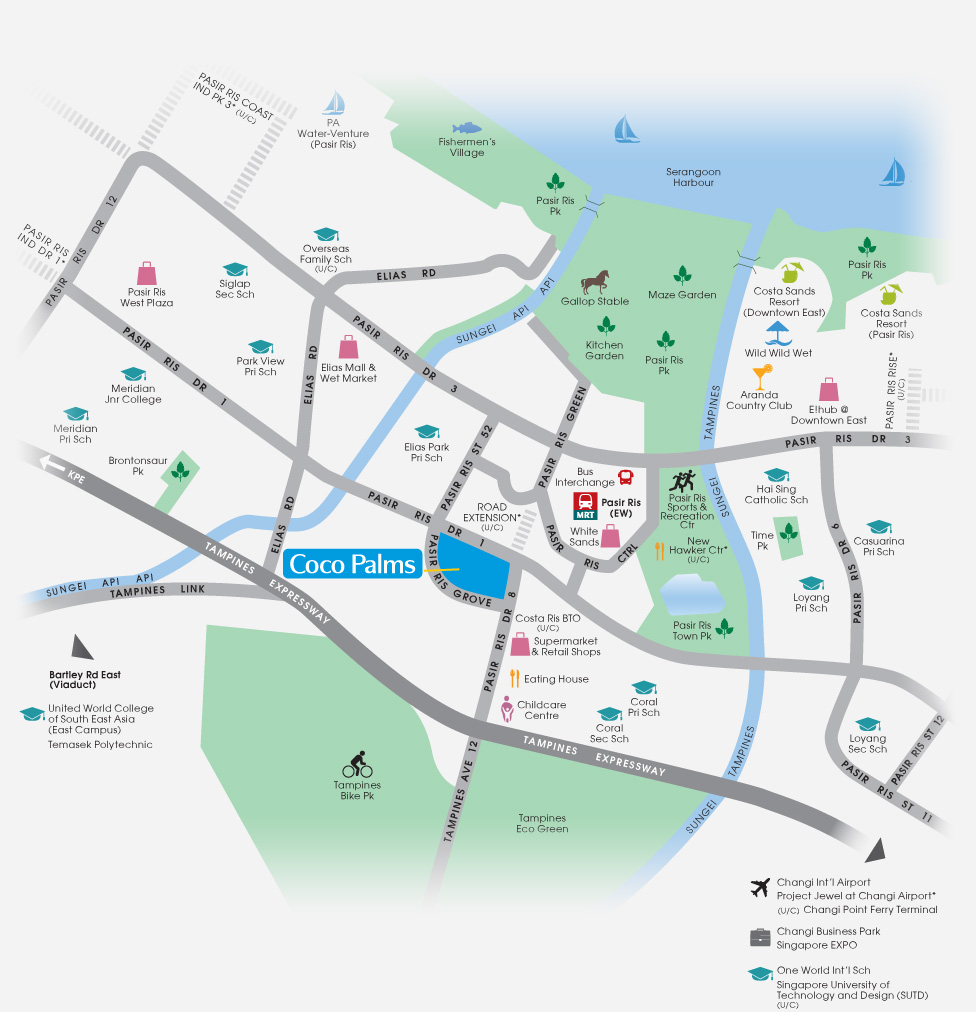 PASIR RIS COAST
IND PK 3* (U/C)
PA
Water-Venture
(Pasir Ris)
Fishermen's
Village
Serangoon
Harbour
Pasir Ris
Pk
PASIR RIS DR 12
PASIR RIS
IND DR 1*
Overseas
Family Sch
(U/C)
ELIAS RD
Pasir Ris
West Plaza
Siglap
Sec Sch
SUNGEI API API
Gallop Stable
Maze Garden
Kitchen
Garden
Pasir Ris
Pk
Pasir Ris
Pk
Costa Sands
Resort
(Downtown East)
Costa Sands
Resort
(Pasir Ris)
Wild Wild Wet
Aranda
Country Club
E!hub @
Downtown East
PASIR RIS RISE*
(U/C)
PASIR RIS DR 1
PASIR RIS DR 3
Park View
Pri Sch
ELIAS RD
Elias Mall &
Wet Market
Meridian
Jnr College
Meridian
Pri Sch
Brontonsaur
Pk
KPE
Elias Park
Pri Sch
PASIR RIS ST 52
PASIR RIS GREEN
SUNGEI TAMPINES
PASIR RIS DR 3
Bus
Interchange
MRT
Pasir Ris
(EW)
White
Sands
Pasir Ris
Sports &
Recreation
Ctr
New
Hawker Ctr*
(U/C)
Hai Sing
Catholic Sch
Time
Pk
Casuarina
Pri Sch
Loyang
Pri Sch
PASIR RIS DR 6
ROAD
EXTENSION*
(U/C)
PASIR RIS DR 1
PASIR RIS CTRL
ELIAS RD
Coco Palms
PASIR RIS GROVE
PASIR RIS DR 8
SUNGEI API API
TAMPINES LINK
TAMPINES EXPRESSWAY
Costa Ris BTO
(U/C)
Supermarket
& Retail Shops
Eating House
Childcare
Centre
Pasir Ris
Town Pk
Coral
Pri Sch
Coral
Sec Sch
Bartley Rd East
(Viaduct)
United World College
of South East Asia
(East Campus)
Temasek Polytechnic
Loyang
Sec Sch
PASIR RIS ST 12
PASIR RIS ST 11
TAMPINES EXPRESSWAY
TAMPINES AVE 12
SUNGEI TAMPINES
Tampines
Bike Pk
Tampines
Eco Green
Changi Int'l Airport
Project Jewel at Changi Airport*
(U/C) Changi Point Ferry Terminal
Changi Business Park
Singapore EXPO
One World Int'l Sch
Singapore University of
Technology and Design (SUTD)
(U/C)